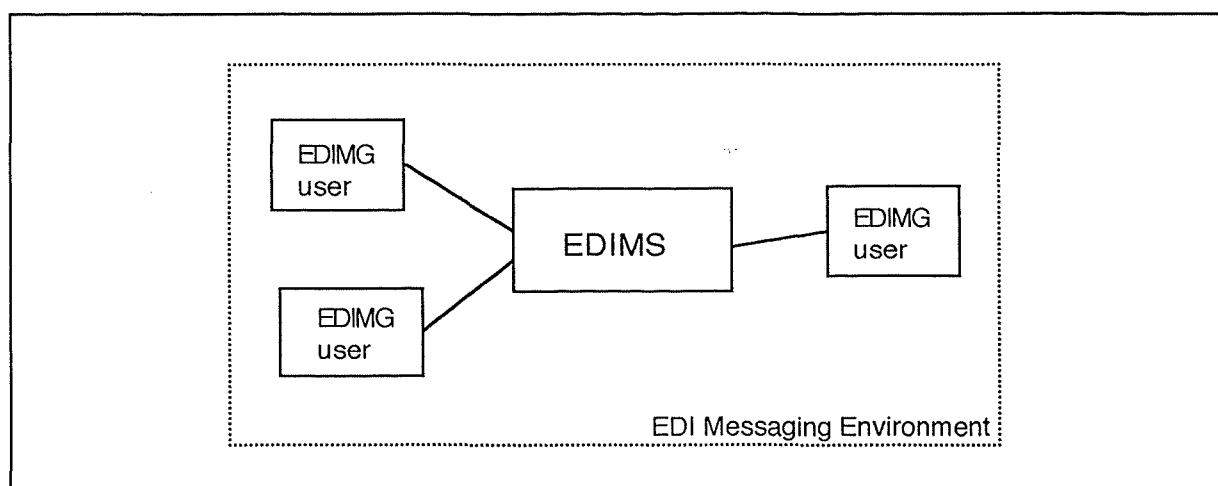 EDIMG
user
EDIMS
EDIMG
user
EDIMG
user
EDI Messaging Environment